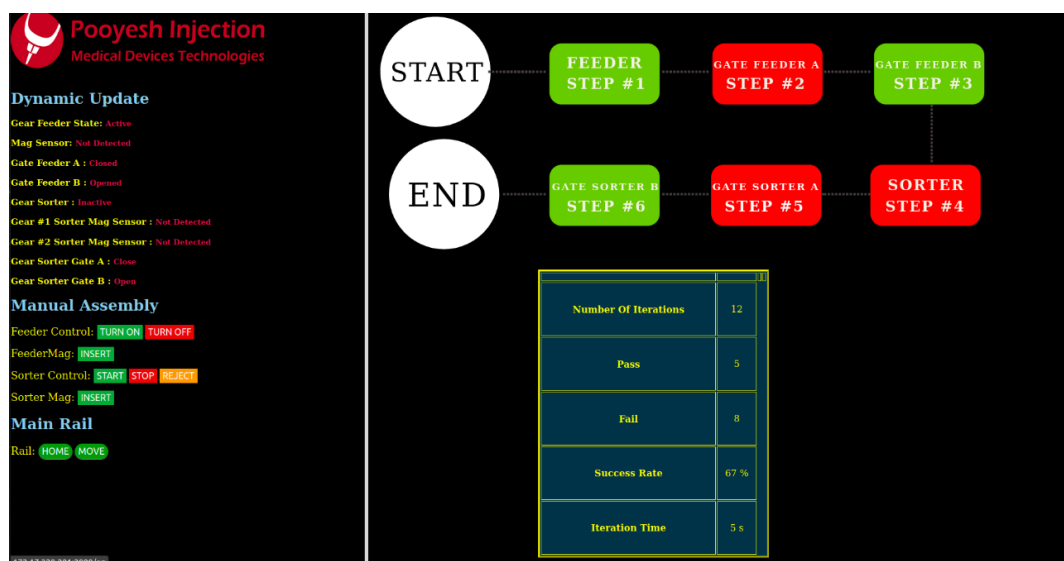 Pooyesh Injection
Medical Devices Technologies
Dynamic Update
Gear Feeder State: Active
Mag Sensor: Not Detected
Gate Feeder A : Closed
Gate Feeder B : Opened
Gear Sorter : Inactive
Gear #1 Sorter Mag Sensor : Not Detected
Gear #2 Sorter Mag Sensor : Not Detected
Gear Sorter Gate A : Close
Gear Sorter Gate B : Open
Manual Assembly
Feeder Control: TURN ON TURN OFF
FeederMag: INSERT
Sorter Control: START STOP REJECT
Sorter Mag: INSERT
Main Rail
Rail: HOME MOVE
START
FEEDER
STEP #1
GATE FEEDER A
STEP #2
GATE FEEDER B
STEP #3
END
GATE SORTER B
STEP #6
GATE SORTER A
STEP #5
SORTER
STEP #4
Number Of Iterations 12
Pass 5
Fail 8
Success Rate 67 %
Iteration Time 5 s